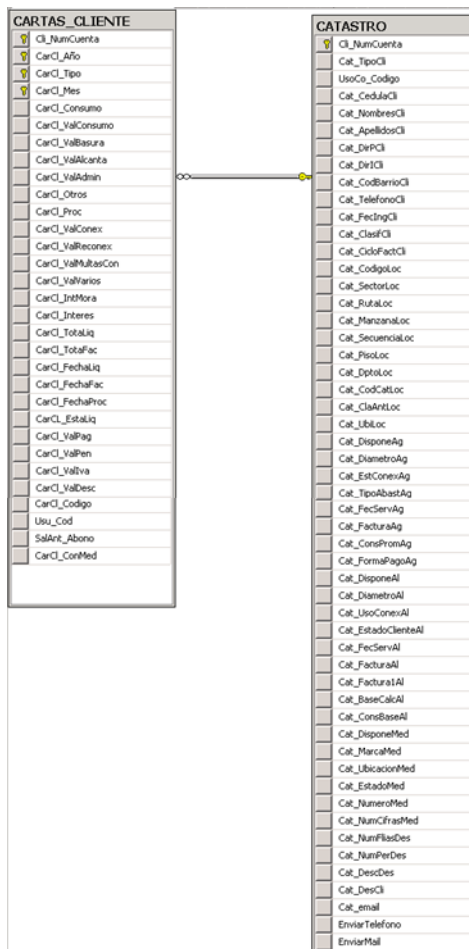 CARTAS_CLIENTE
Cli_NumCuenta
CarCl_Año
CarCl_Tipo
CarCl_Mes
CarCl_Consumo
CarCl_ValConsumo
CarCl_ValBasura
CarCl_ValAlcanta
CarCl_ValAdmin
CarCl_Otros
CarCl_Proc
CarCl_ValConex
CarCl_ValReconex
CarCl_ValMultasCon
CarCl_ValVarios
CarCl_IntMora
CarCl_Interes
CarCl_TotaLiq
CarCl_TotaFac
CarCl_FechaLiq
CarCl_FechaFac
CarCl_FechaProc
CarCL_EstaLiq
CarCl_ValPag
CarCl_ValPen
CarCl_ValIva
CarCl_ValDesc
CarCl_Codigo
Usu_Cod
SalAnt_Abono
CarCl_ConMed
CATASTRO
Cli_NumCuenta
Cat_TipoCli
UsoCo_Codigo
Cat_CedulaCli
Cat_NombresCli
Cat_ApellidosCli
Cat_DirPCli
Cat_DirICli
Cat_CodBarrioCli
Cat_TelefonoCli
Cat_FecIngCli
Cat_ClasifCli
Cat_CicloFactCli
Cat_CodigoLoc
Cat_SectorLoc
Cat_RutaLoc
Cat_ManzanaLoc
Cat_SecuenciaLoc
Cat_PisoLoc
Cat_DptoLoc
Cat_CodCatLoc
Cat_ClaAntLoc
Cat_UbiLoc
Cat_DisponeAg
Cat_DiametroAg
Cat_EstConexAg
Cat_TipoAbastAg
Cat_FecServAg
Cat_FacturaAg
Cat_ConsPromAg
Cat_FormaPagoAg
Cat_DisponeAl
Cat_DiametroAl
Cat_UsoConexAl
Cat_EstadoClienteAl
Cat_FecServAl
Cat_FacturaAl
Cat_Factura1Al
Cat_BaseCalcAl
Cat_ConsBaseAl
Cat_DisponeMed
Cat_MarcaMed
Cat_UbicacionMed
Cat_EstadoMed
Cat_NumeroMed
Cat_NumCifrasMed
Cat_NumFliasDes
Cat_NumPerDes
Cat_DescDes
Cat_DesCli
Cat_email
EnviarTelefono
EnviarMail